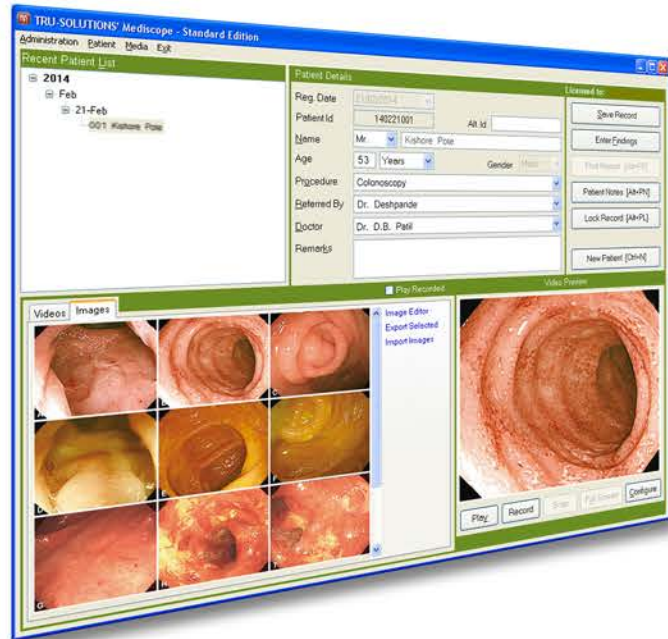 TRU-SOLUTIONS' Mediscope - Standard Edition
Administration Patient Media Exit
Recent Patient List
2014
Feb
21-Feb
001 Kishore Pole
Patient Details
Reg. Date
Patient Id 140221001 Alt. Id
Name Mr. Kishore Pole
Age 53 Years Gender
Procedure Colonoscopy
Referred By Dr. Deshpande
Doctor Dr. D.B. Patil
Remarks
Licensed to:
Save Record
Enter Findings
Patient Notes [Alt+PN]
Lock Record [Alt+PL]
New Patient [Ctrl+N]
Videos Images
Play Recorded
Image Editor
Export Selected
Import Images
Video Preview
Play Record Snap Full Screen Configure